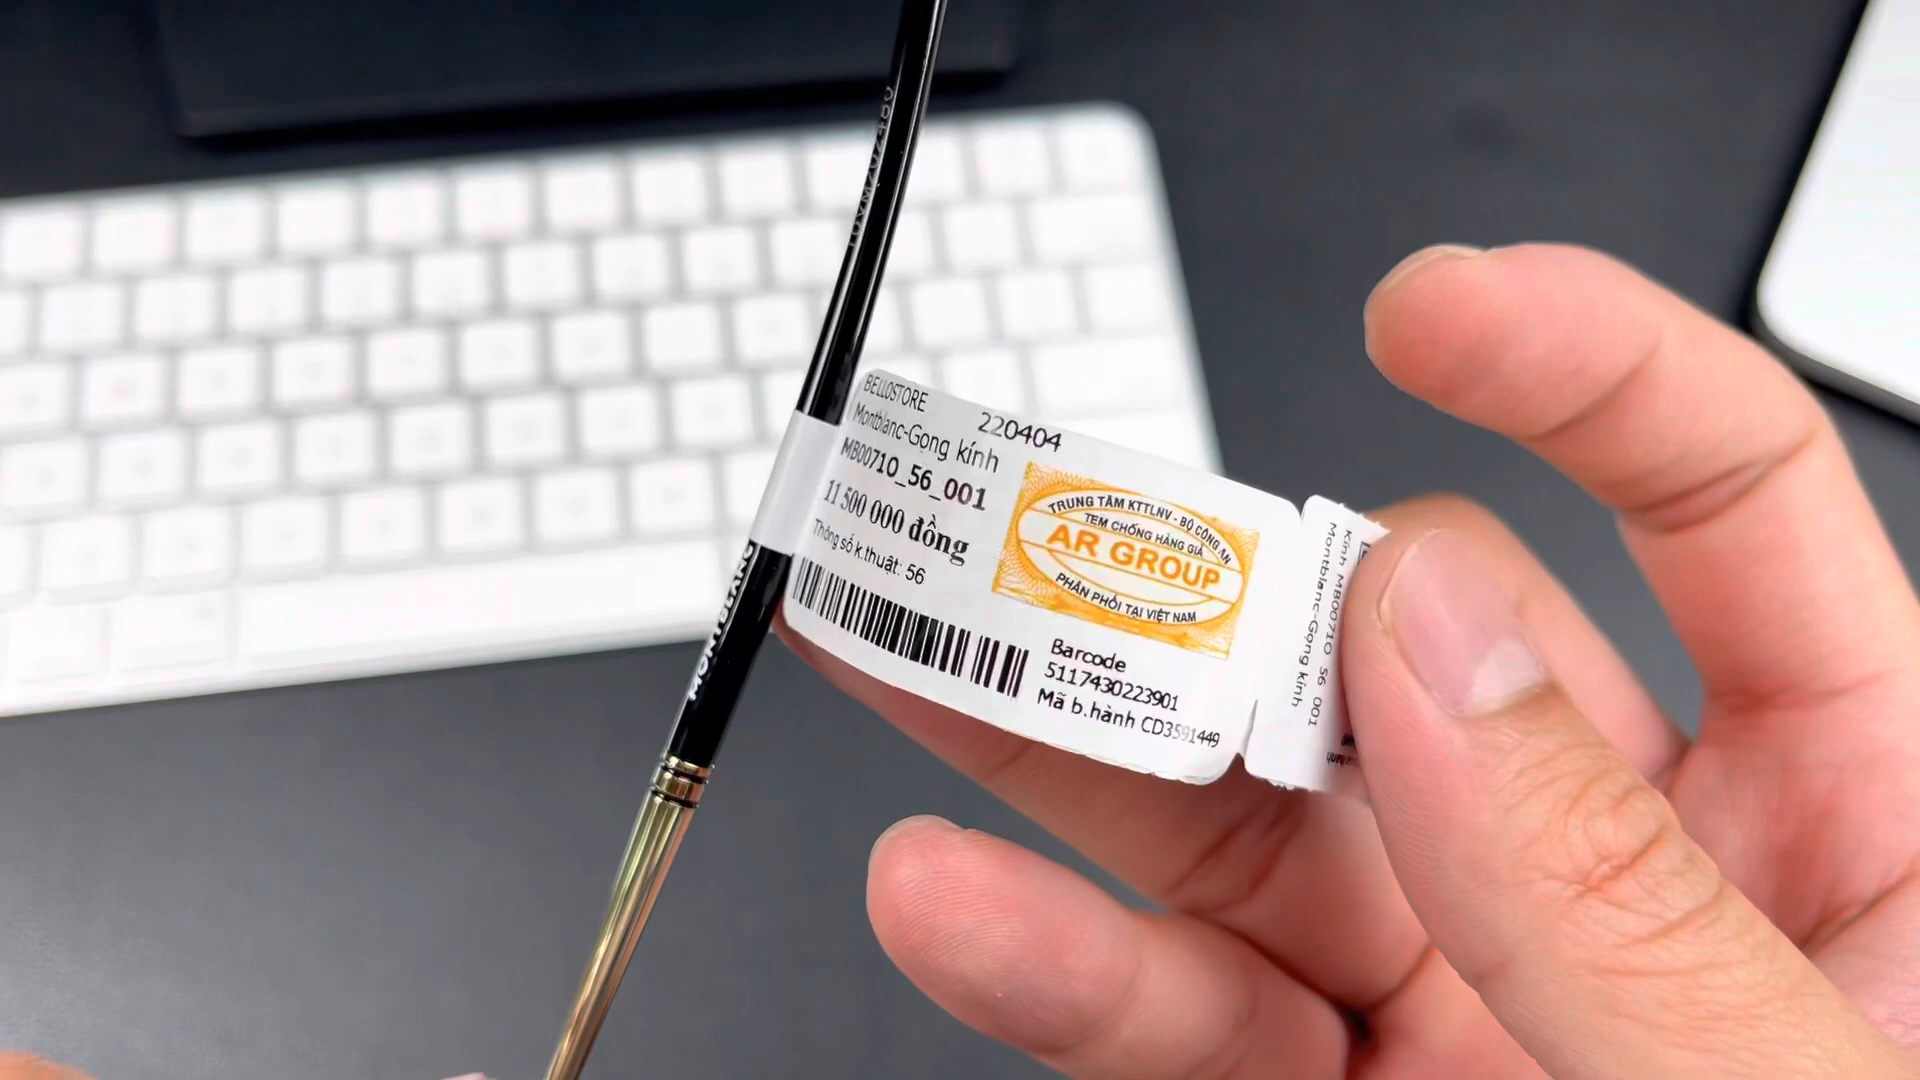 BELLOSTORE
220404
Montblanc-Gọng kính
MB00710_56_001
11 500 000 đồng
Thông số k.thuật: 56
TRUNG TÂM KTTLNV - BỘ CÔNG AN
TEM CHỐNG HÀNG GIẢ
AR GROUP
PHÂN PHỐI TẠI VIỆT NAM
Barcode
5117430223901
Mã b.hành CD3591449
Kính MB00710 56 001
Montblanc-Gọng kính
MONTBLANC